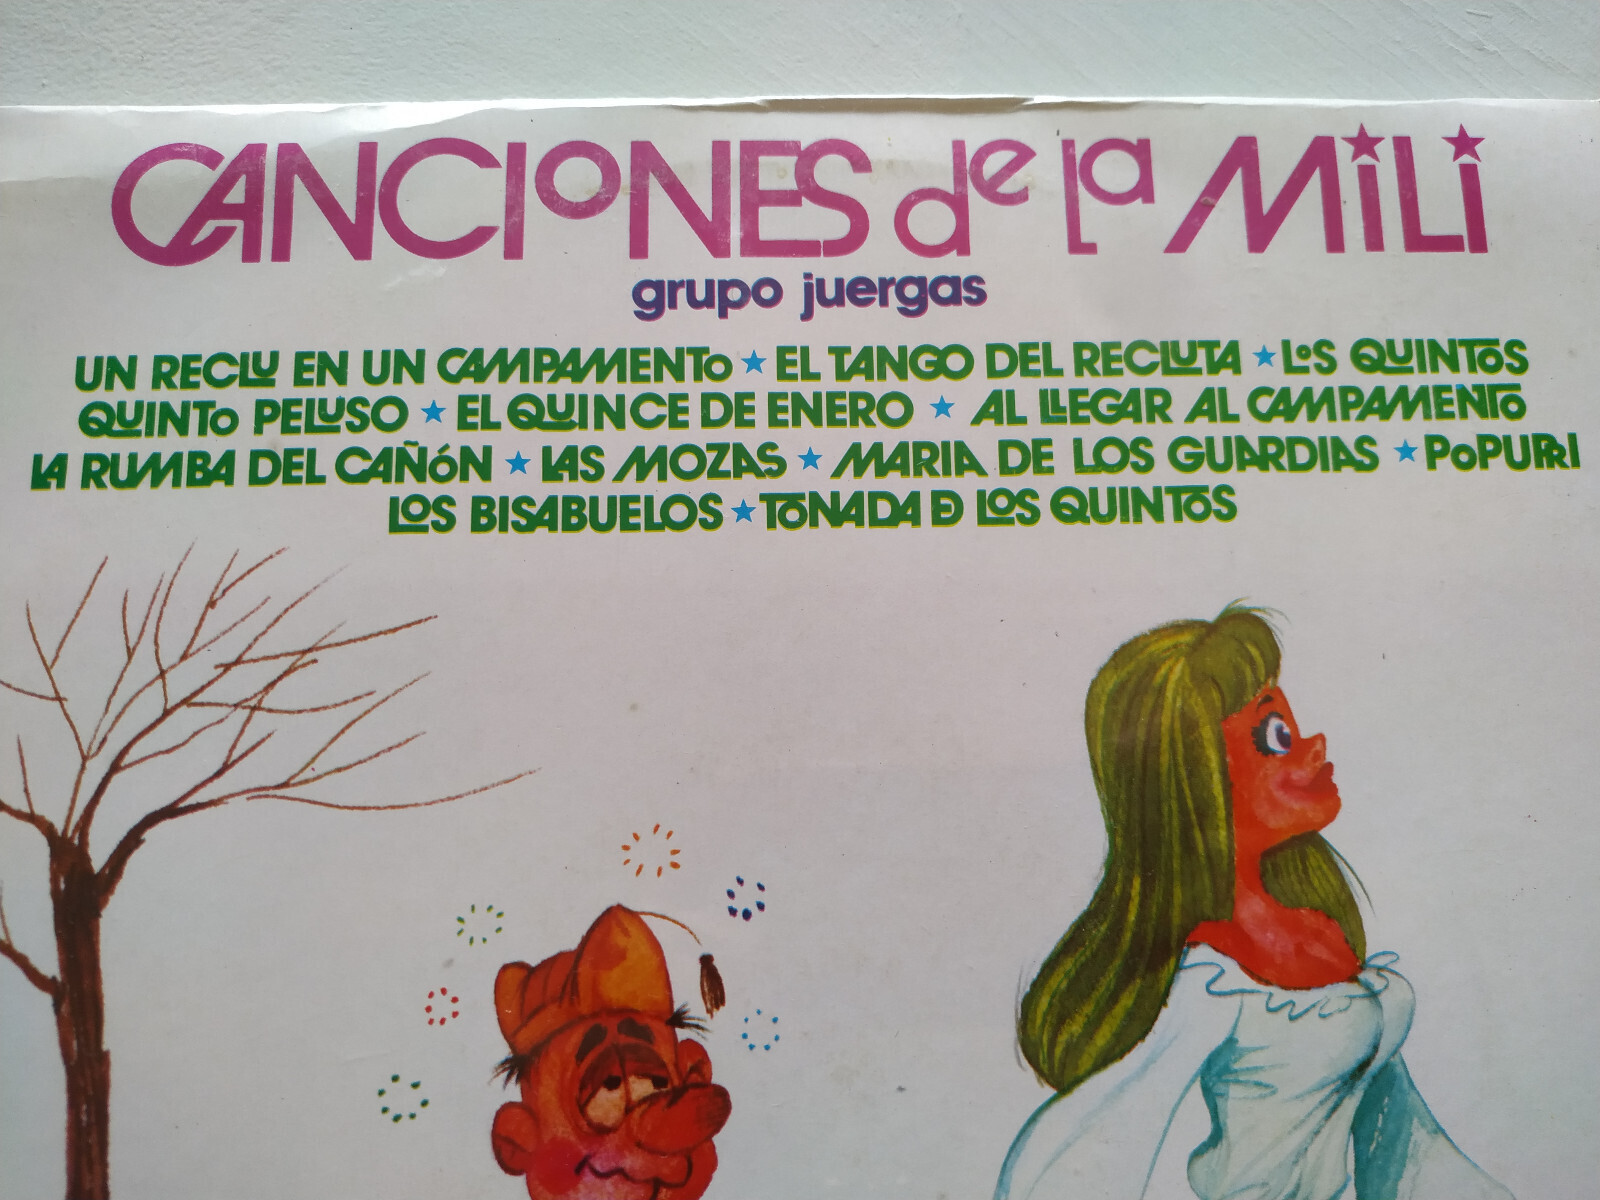 CANCIONES de la MiLi
grupo juergas
UN RECLU EN UN CAMPAMENTO ★ EL TANGO DEL RECLUTA ★ LOS QUINTOS
QUINTO PELUSO ★ EL QUINCE DE ENERO ★ AL LLEGAR AL CAMPAMENTO
LA RUMBA DEL CAÑÓN ★ LAS MOZAS ★ MARIA DE LOS GUARDIAS ★ POPURRI
LOS BISABUELOS ★ TONADA DE LOS QUINTOS